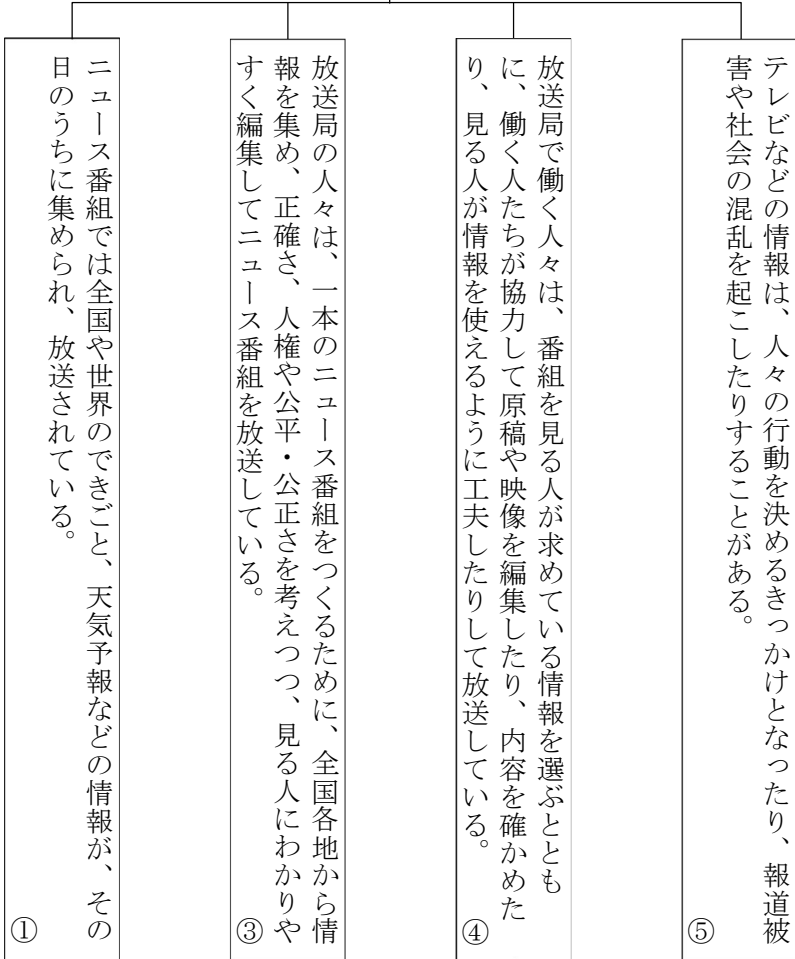 テレビなどの情報は、人々の行動を決めるきっかけとなったり、報道被
害や社会の混乱を起こしたりすることがある。
⑤
放送局で働く人々は、番組を見る人が求めている情報を選ぶととも
に、働く人たちが協力して原稿や映像を編集したり、内容を確かめた
り、見る人が情報を使えるように工夫したりして放送している。
④
放送局の人々は、一本のニュース番組をつくるために、全国各地から情
報を集め、正確さ、人権や公平・公正さを考えつつ、見る人にわかりや
すく編集してニュース番組を放送している。
③
ニュース番組では全国や世界のできごと、天気予報などの情報が、その
日のうちに集められ、放送されている。
①